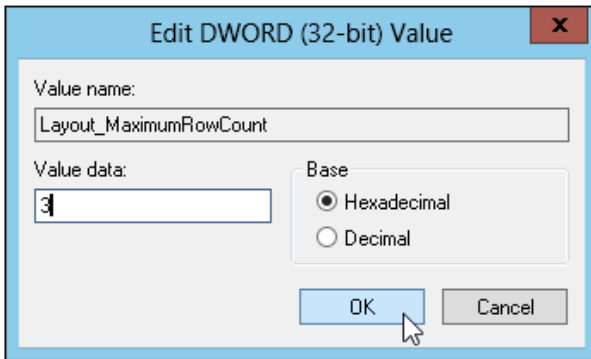 Edit DWORD (32-bit) Value
x
Value name:
Layout_MaximumRowCount
Value data:
3
Base
Hexadecimal
Decimal
OK
Cancel